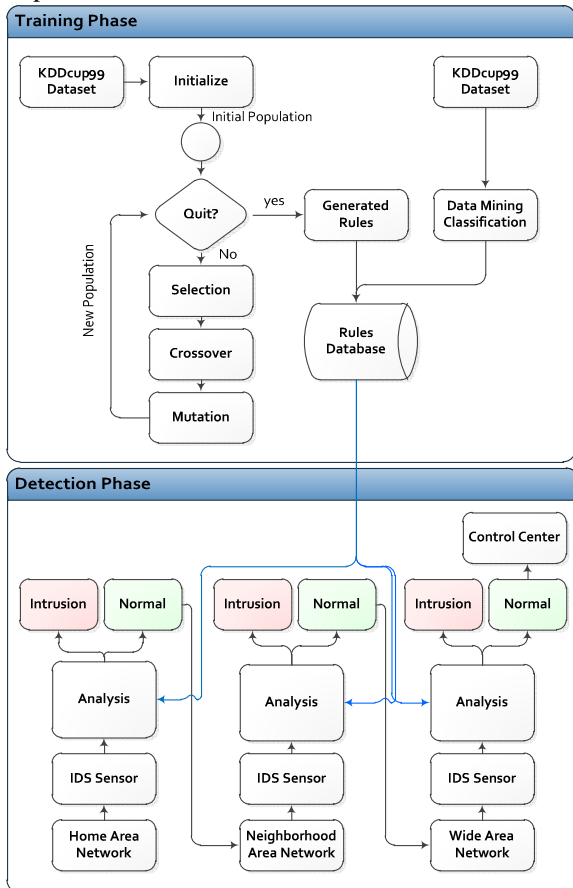 Training Phase
KDDcup99
Dataset
Initialize
KDDcup99
Dataset
Initial Population
Quit?
yes
Generated
Rules
Data Mining
Classification
No
New Population
Selection
Crossover
Mutation
Rules
Database
Detection Phase
Control Center
Intrusion
Normal
Intrusion
Normal
Intrusion
Normal
Analysis
Analysis
Analysis
IDS Sensor
IDS Sensor
IDS Sensor
Home Area
Network
Neighborhood
Area Network
Wide Area
Network